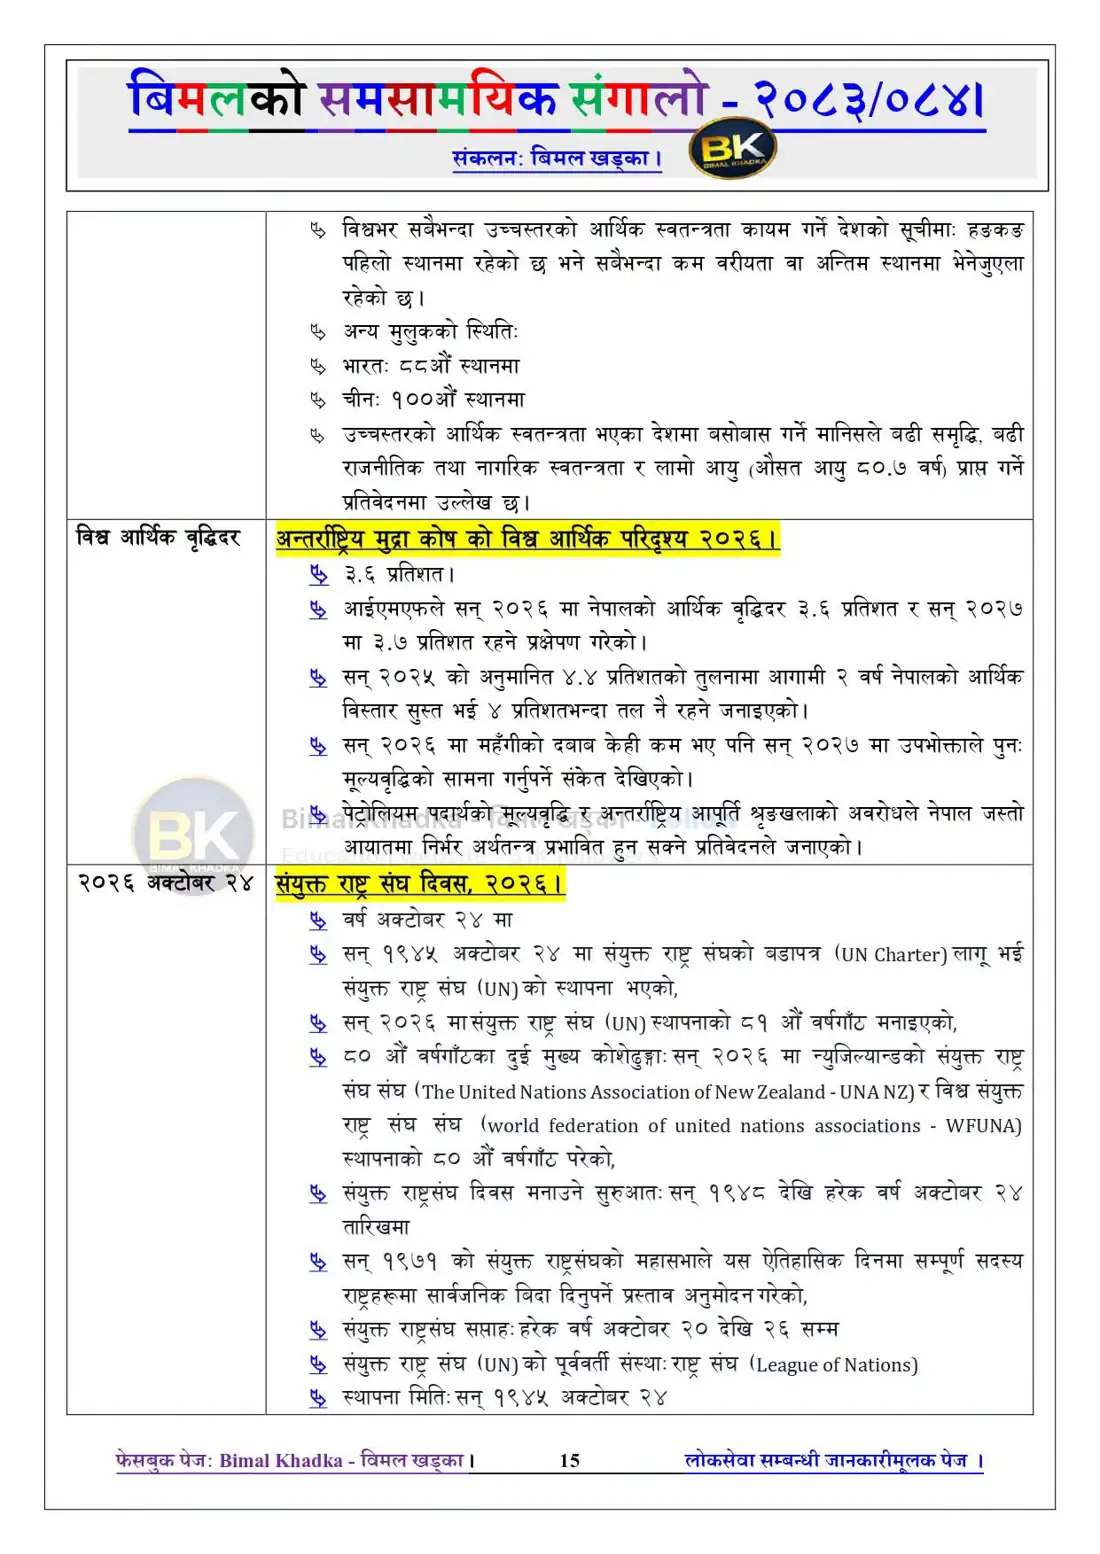 बिमलको समसामयिक संगालो - २०८३/०८४।
संकलन: बिमल खड्का।
BK
BIMAL KHADKA
विश्वभर सबैभन्दा उच्चस्तरको आर्थिक स्वतन्त्रता कायम गर्ने देशको सूचीमाः हङकङ
पहिलो स्थानमा रहेको छ भने सबैभन्दा कम वरीयता वा अन्तिम स्थानमा भेनेजुएला
रहेको छ।
अन्य मुलुकको स्थितिः
भारतः ८८औं स्थानमा
चीनः १००औं स्थानमा
उच्चस्तरको आर्थिक स्वतन्त्रता भएका देशमा बसोबास गर्ने मानिसले बढी समृद्धि, बढी
राजनीतिक तथा नागरिक स्वतन्त्रता र लामो आयु (औसत आयु ८०.७ वर्ष) प्राप्त गर्ने
प्रतिवेदनमा उल्लेख छ।
विश्व आर्थिक वृद्धिदर
अन्तर्राष्ट्रिय मुद्रा कोष को विश्व आर्थिक परिदृश्य २०२६।
३.६ प्रतिशत।
आईएमएफले सन् २०२६ मा नेपालको आर्थिक वृद्धिदर ३.६ प्रतिशत र सन् २०२७
मा ३.७ प्रतिशत रहने प्रक्षेपण गरेको।
सन् २०२५ को अनुमानित ४.४ प्रतिशतको तुलनामा आगामी २ वर्ष नेपालको आर्थिक
विस्तार सुस्त भई ४ प्रतिशतभन्दा तल नै रहने जनाइएको।
सन् २०२६ मा महँगीको दबाब केही कम भए पनि सन् २०२७ मा उपभोक्ताले पुनः
मूल्यवृद्धिको सामना गर्नुपर्ने संकेत देखिएको।
पेट्रोलियम पदार्थको मूल्यवृद्धि र अन्तर्राष्ट्रिय आपूर्ति श्रृङखलाको अवरोधले नेपाल जस्तो
आयातमा निर्भर अर्थतन्त्र प्रभावित हुन सक्ने प्रतिवेदनले जनाएको।
BK
BIMAL KHADKA
Bimal Khadka - विमल खड्का - Follow
२०२६ अक्टोबर २४
संयुक्त राष्ट्र संघ दिवस, २०२६।
वर्ष अक्टोबर २४ मा
सन् १९४५ अक्टोबर २४ मा संयुक्त राष्ट्र संघको बडापत्र (UN Charter) लागू भई
संयुक्त राष्ट्र संघ (UN) को स्थापना भएको,
सन् २०२६ मा संयुक्त राष्ट्र संघ (UN) स्थापनाको ८१ औं वर्षगाँट मनाइएको,
८० औं वर्षगाँटका दुई मुख्य कोशेढुङ्गाः सन् २०२६ मा न्युजिल्यान्डको संयुक्त राष्ट्र
संघ संघ (The United Nations Association of New Zealand - UNA NZ) र विश्व संयुक्त
राष्ट्र संघ संघ (world federation of united nations associations - WFUNA)
स्थापनाको ८० औं वर्षगाँट परेको,
संयुक्त राष्ट्रसंघ दिवस मनाउने सुरुआतः सन् १९४८ देखि हरेक वर्ष अक्टोबर २४
तारिखमा
सन् १९७१ को संयुक्त राष्ट्रसंघको महासभाले यस ऐतिहासिक दिनमा सम्पूर्ण सदस्य
राष्ट्रहरूमा सार्वजनिक बिदा दिनुपर्ने प्रस्ताव अनुमोदन गरेको,
संयुक्त राष्ट्रसंघ सप्ताहः हरेक वर्ष अक्टोबर २० देखि २६ सम्म
संयुक्त राष्ट्र संघ (UN) को पूर्ववर्ती संस्थाः राष्ट्र संघ (League of Nations)
स्थापना मितिः सन् १९४५ अक्टोबर २४
फेसबुक पेज: Bimal Khadka - विमल खड्का।
15
लोकसेवा सम्बन्धी जानकारीमूलक पेज ।